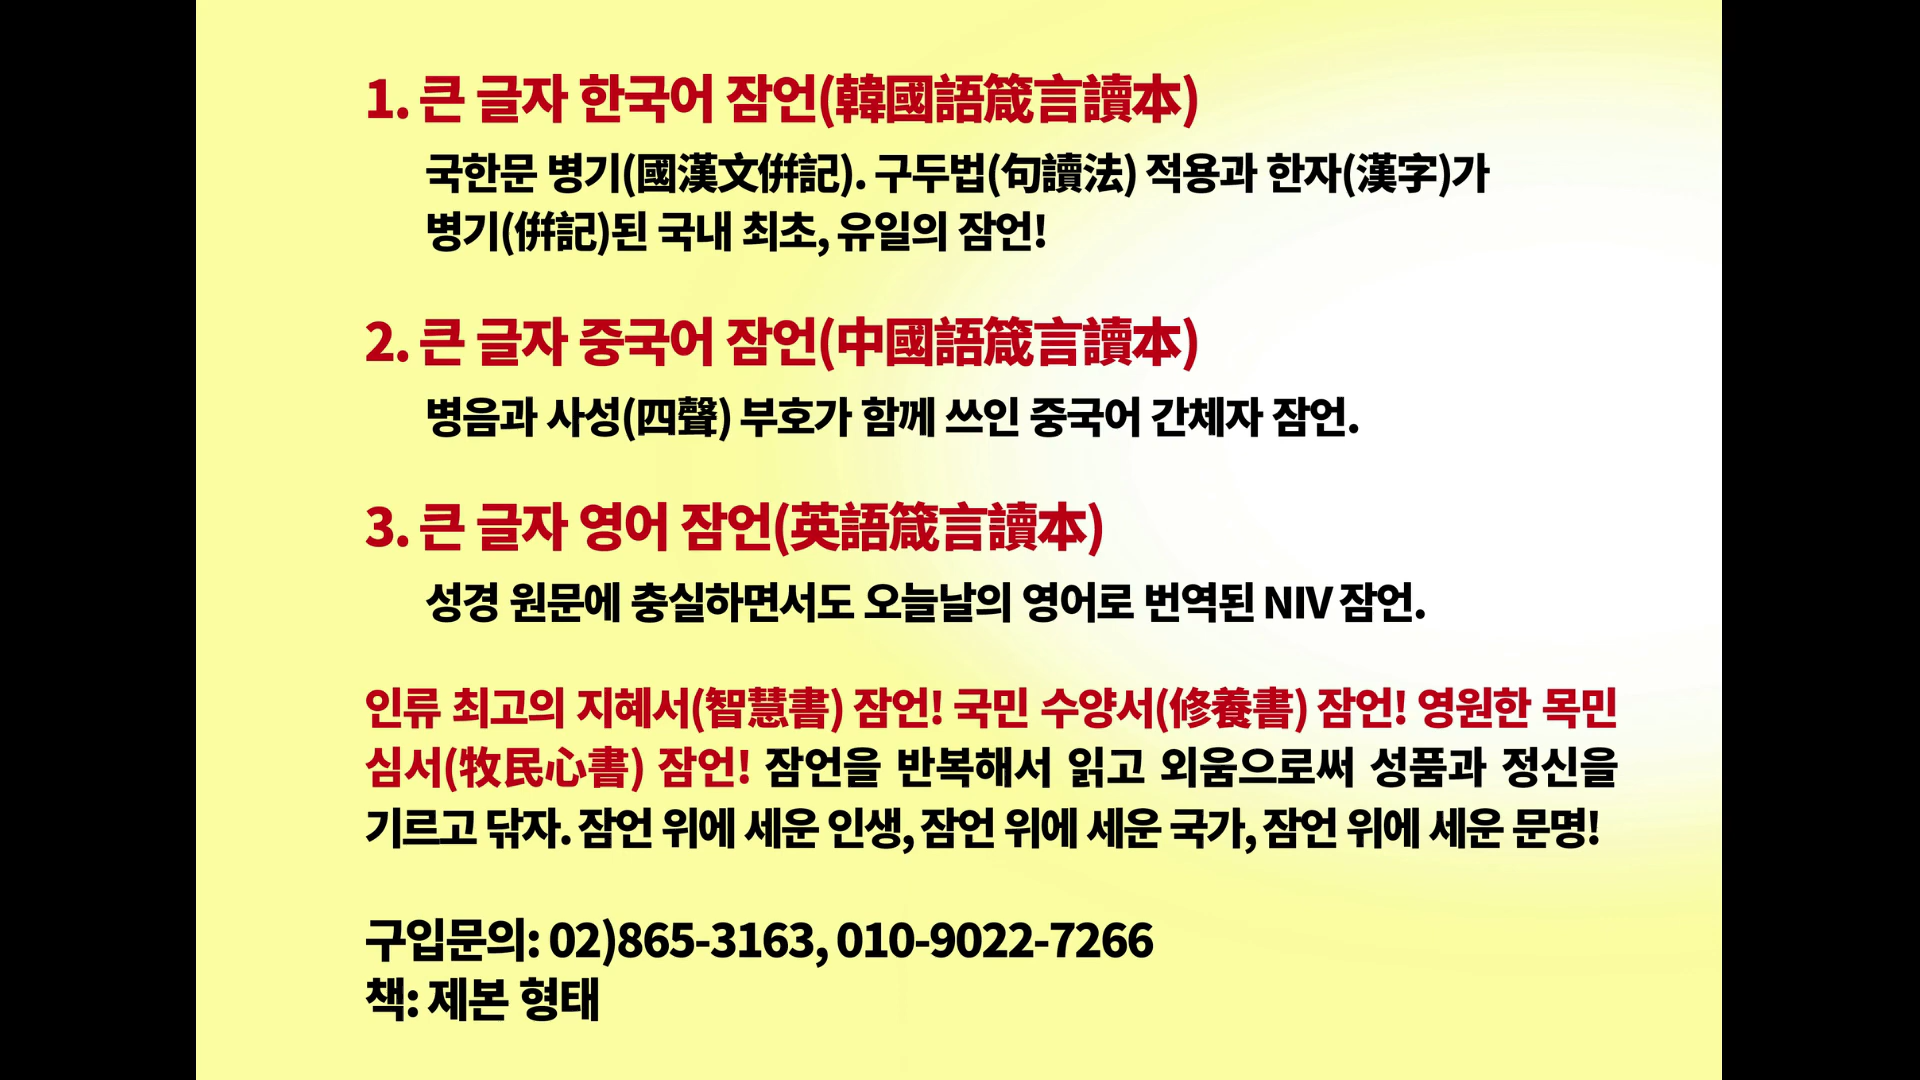 1. 큰 글자 한국어 잠언(韓國語箴言讀本)
국한문 병기(國漢文倂記). 구두법(句讀法) 적용과 한자(漢字)가
병기(倂記)된 국내 최초, 유일의 잠언!
2. 큰 글자 중국어 잠언(中國語箴言讀本)
병음과 사성(四聲) 부호가 함께 쓰인 중국어 간체자 잠언.
3. 큰 글자 영어 잠언(英語箴言讀本)
성경 원문에 충실하면서도 오늘날의 영어로 번역된 NIV 잠언.
인류 최고의 지혜서(智慧書) 잠언! 국민 수양서(修養書) 잠언! 영원한 목민
심서(牧民心書) 잠언! 잠언을 반복해서 읽고 외움으로써 성품과 정신을
기르고 닦자. 잠언 위에 세운 인생, 잠언 위에 세운 국가, 잠언 위에 세운 문명!
구입문의: 02)865-3163, 010-9022-7266
책: 제본 형태